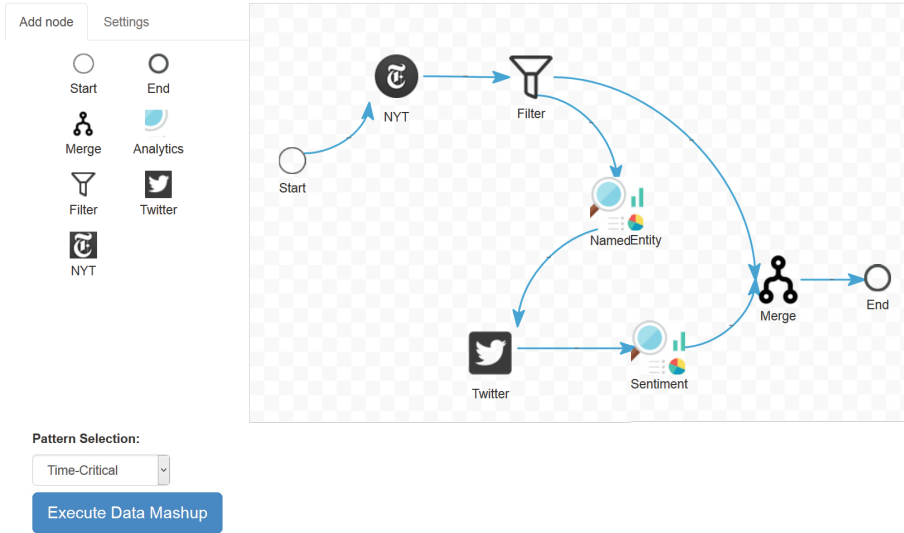 Add node
Settings
Start
End
Merge
Analytics
Filter
Twitter
NYT
Start
NYT
Filter
NamedEntity
Twitter
Sentiment
Merge
End
Pattern Selection:
Time-Critical
Execute Data Mashup